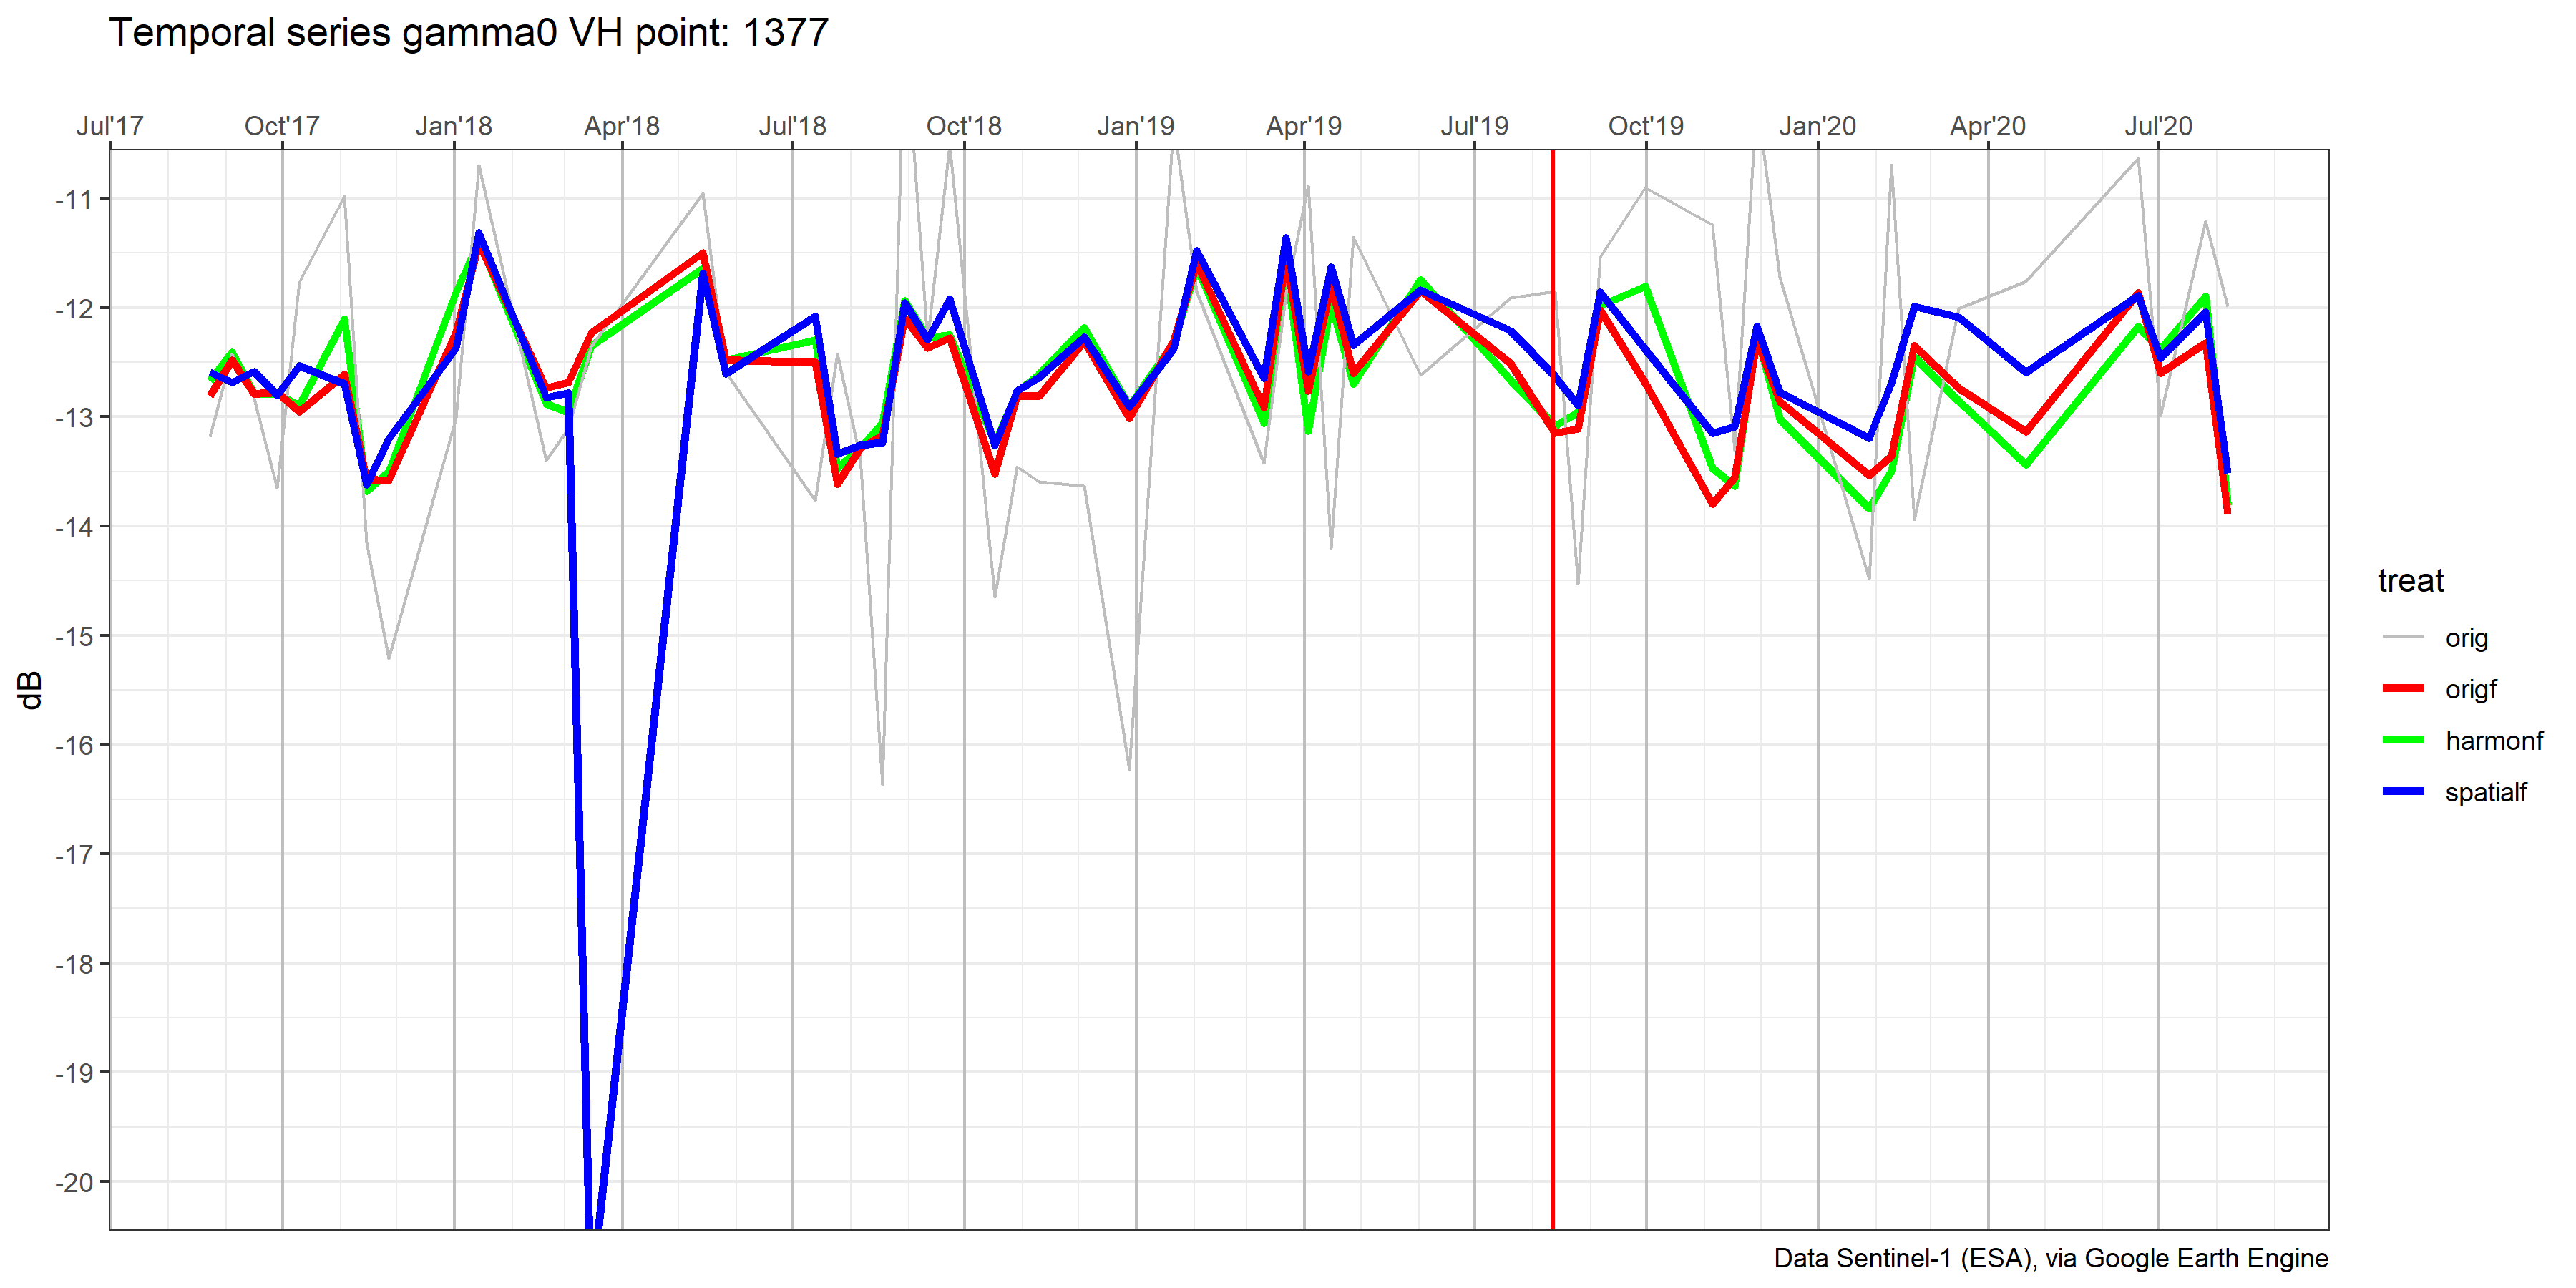 Temporal series gamma0 VH point: 1377
Jul'17 Oct'17 Jan'18 Apr'18 Jul'18 Oct'18 Jan'19 Apr'19 Jul'19 Oct'19 Jan'20 Apr'20 Jul'20
-11
-12
-13
-14
-15
-16
-17
-18
-19
-20
dB
treat
orig
origf
harmonf
spatialf
Data Sentinel-1 (ESA), via Google Earth Engine